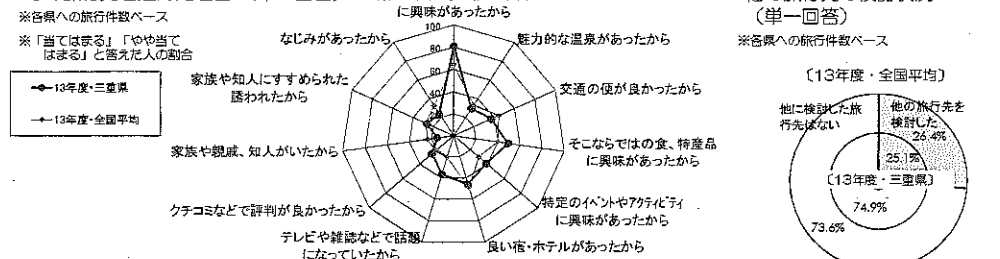 ※各県への旅行件数ベース
※「当てはまる」「やや当て
はまる」と答えた人の割合
13年度・三重県
13年度・全国平均
に興味があったから
100
80
60
40
魅力的な温泉があったから
交通の便が良かったから
そこならではの食、特産品
に興味があったから
特定のイベントやアクティビティ
に興味があったから
良い宿・ホテルがあったから
テレビや雑誌などで話題
になっていたから
クチコミなどで評判が良かったから
家族や親戚、知人がいたから
家族や知人にすすめられた
誘われたから
なじみがあったから
(単一回答)
※各県への旅行件数ベース
〔13年度・全国平均〕
他に検討した旅
行先はない
他の旅行先を
検討した
26.4%
25.1%
〔13年度・三重県〕
74.9%
73.6%